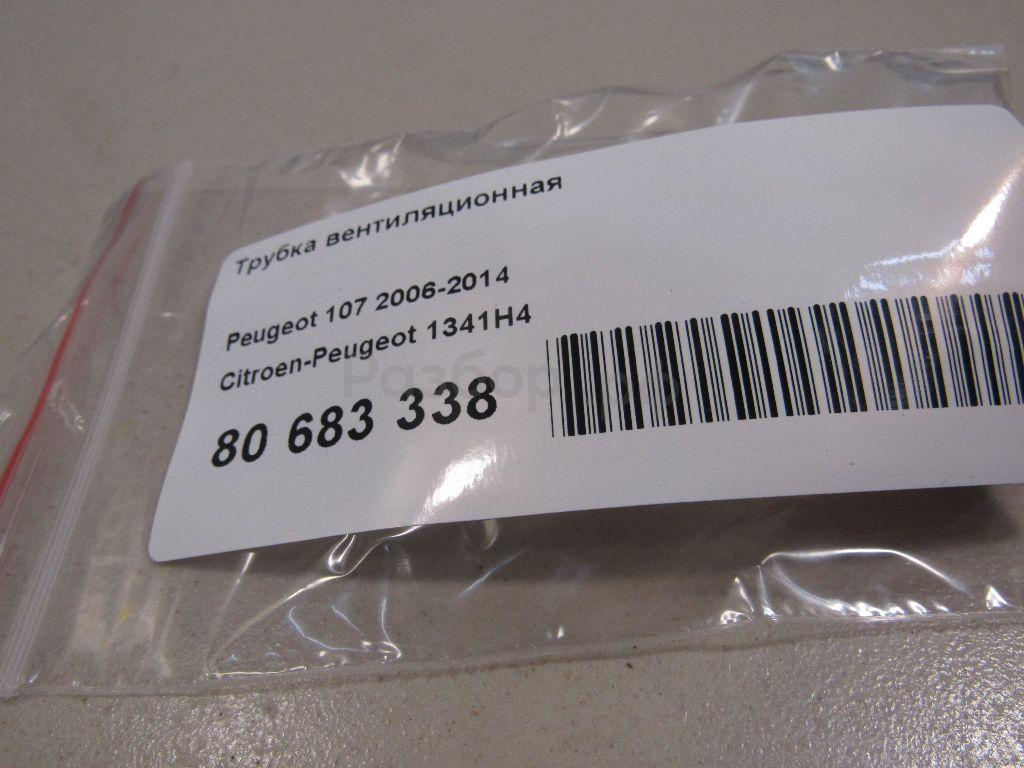 Трубка вентиляционная
Peugeot 107 2006-2014
Citroen-Peugeot 1341H4
80 683 338